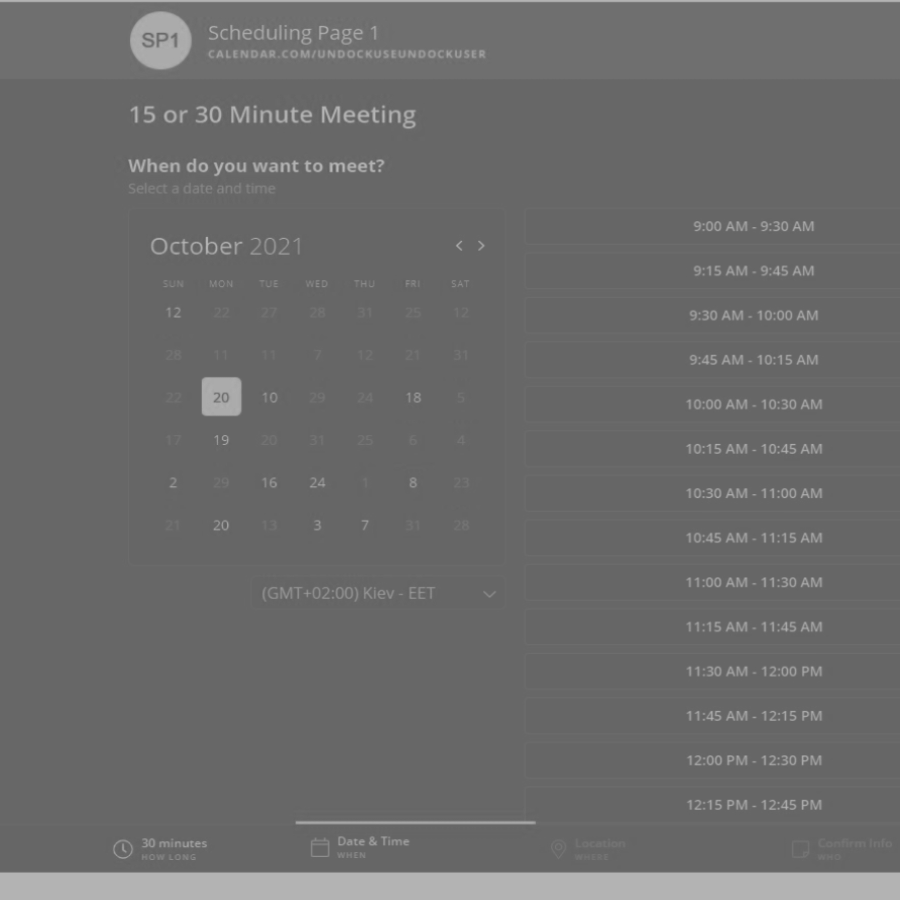 SP1
Scheduling Page 1
CALENDAR.COM/UNDOCKUSEUNDOCKUSER
15 or 30 Minute Meeting
When do you want to meet?
Select a date and time
October 2021
SUN MON TUE WED THU FRI SAT
12 22 27 28 31 25 12
28 11 11 7 12 21 31
22 20 10 29 24 18 5
17 19 20 31 25 6 4
2 29 16 24 1 8 23
21 20 13 3 7 31 28
(GMT+02:00) Kiev - EET
9:00 AM - 9:30 AM
9:15 AM - 9:45 AM
9:30 AM - 10:00 AM
9:45 AM - 10:15 AM
10:00 AM - 10:30 AM
10:15 AM - 10:45 AM
10:30 AM - 11:00 AM
10:45 AM - 11:15 AM
11:00 AM - 11:30 AM
11:15 AM - 11:45 AM
11:30 AM - 12:00 PM
11:45 AM - 12:15 PM
12:00 PM - 12:30 PM
12:15 PM - 12:45 PM
30 minutes
HOW LONG
Date & Time
WHEN
Location
WHERE
Confirm Info
WHO